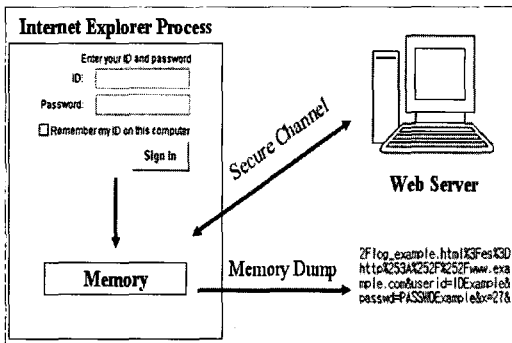 Internet Explorer Process
Enter your ID and password
ID:
Password:
Remember my ID on this computer
Sign In
Memory
Secure Channel
Web Server
Memory Dump
2Flog_example.html%3Fes%3D
http%253A%252F%252Fwww.exa
mple.com&userid=IDExample&
passwd=PASSWDExample&x=27&